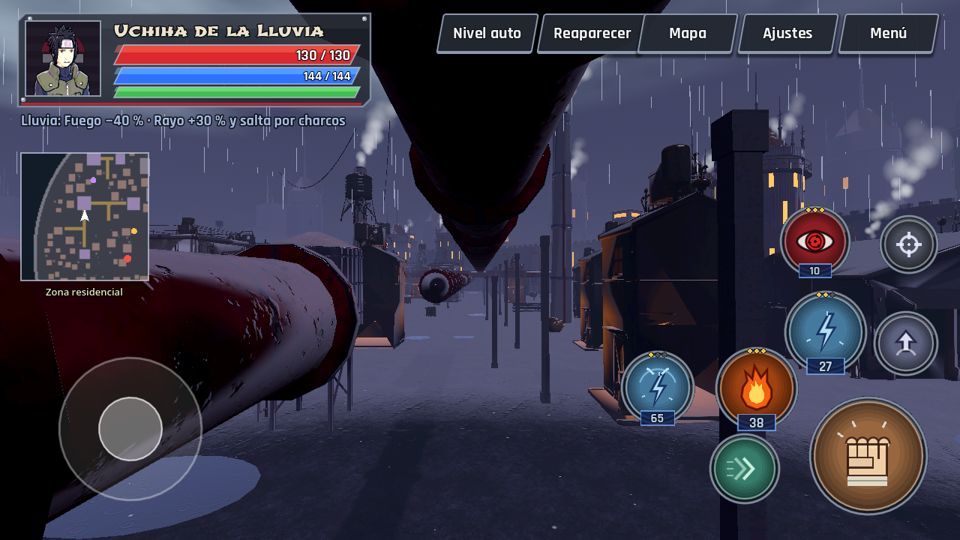 Uchiha de la Lluvia
130 / 130
144 / 144
Lluvia: Fuego −40 % · Rayo +30 % y salta por charcos
Nivel auto
Reaparecer
Mapa
Ajustes
Menú
Zona residencial
10
27
65
38